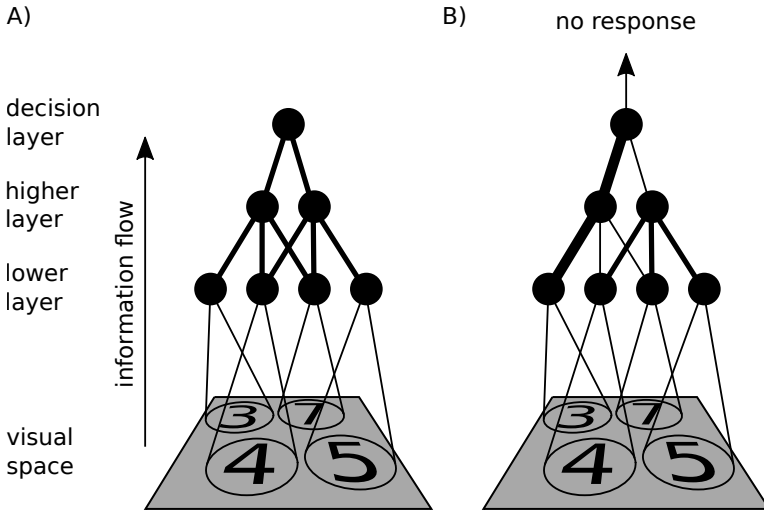 A)
decision
layer
higher
layer
lower
layer
visual
space
information flow
3 7
4 5
B)
no response
3 7
4 5